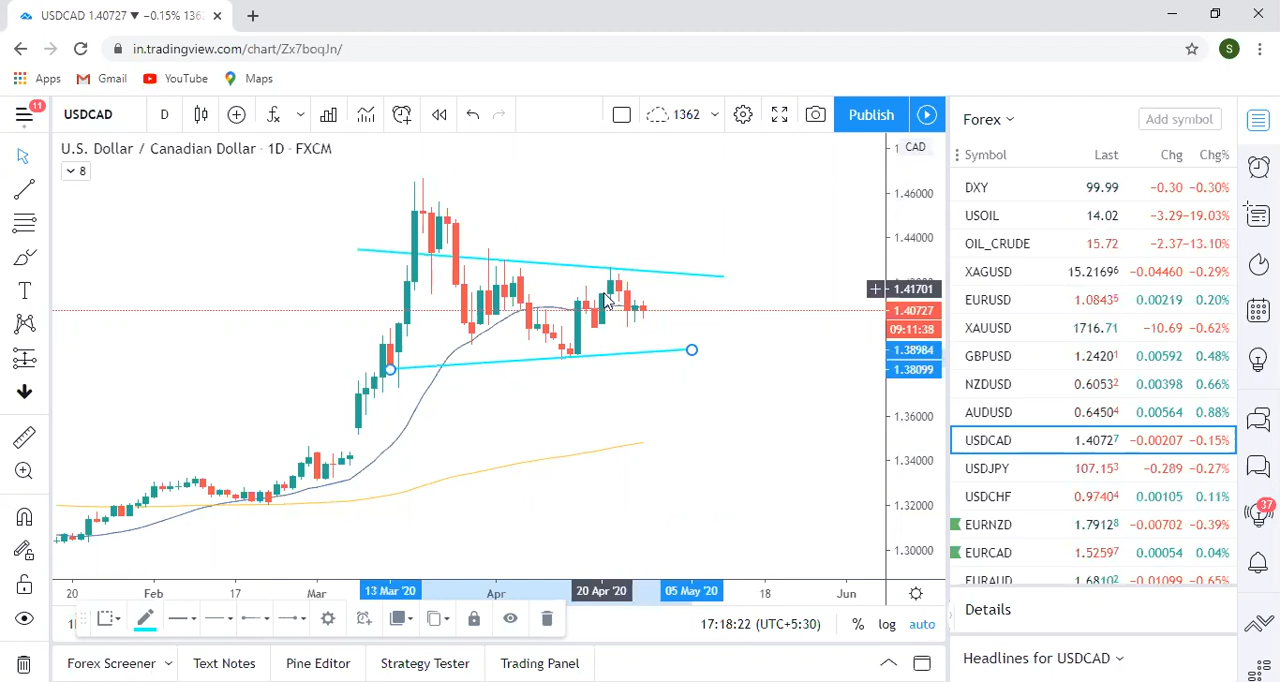 USDCAD 1.40727 ▼ −0.15% 136
in.tradingview.com/chart/Zx7boqJn/
S
Apps Gmail YouTube Maps
11
USDCAD D 1362 Publish
U.S. Dollar / Canadian Dollar · 1D · FXCM
8
CAD
1.46000
1.44000
1.41701
1.40727
09:11:38
1.38984
1.38099
1.36000
1.34000
1.32000
1.30000
20 Feb 17 Mar 13 Mar '20 Apr 20 Apr '20 05 May '20 18 Jun
17:18:22 (UTC+5:30) % log auto
Forex Screener Text Notes Pine Editor Strategy Tester Trading Panel
Forex Add symbol
Symbol Last Chg Chg%
DXY 99.99 −0.30 −0.30%
USOIL 14.02 −3.29 −19.03%
OIL_CRUDE 15.72 −2.37 −13.10%
XAGUSD 15.2169⁶ −0.04460 −0.29%
EURUSD 1.0843⁵ 0.00219 0.20%
XAUUSD 1716.71 −10.69 −0.62%
GBPUSD 1.2420¹ 0.00592 0.48%
NZDUSD 0.6053² 0.00398 0.66%
AUDUSD 0.6450⁴ 0.00564 0.88%
USDCAD 1.4072⁷ −0.00207 −0.15%
USDJPY 107.15³ −0.289 −0.27%
USDCHF 0.9740⁴ 0.00105 0.11%
EURNZD 1.7912⁸ −0.00702 −0.39%
EURCAD 1.5259⁷ 0.00054 0.04%
EURAUD 1.6810² −0.01099 −0.65%
37
Details
Headlines for USDCAD